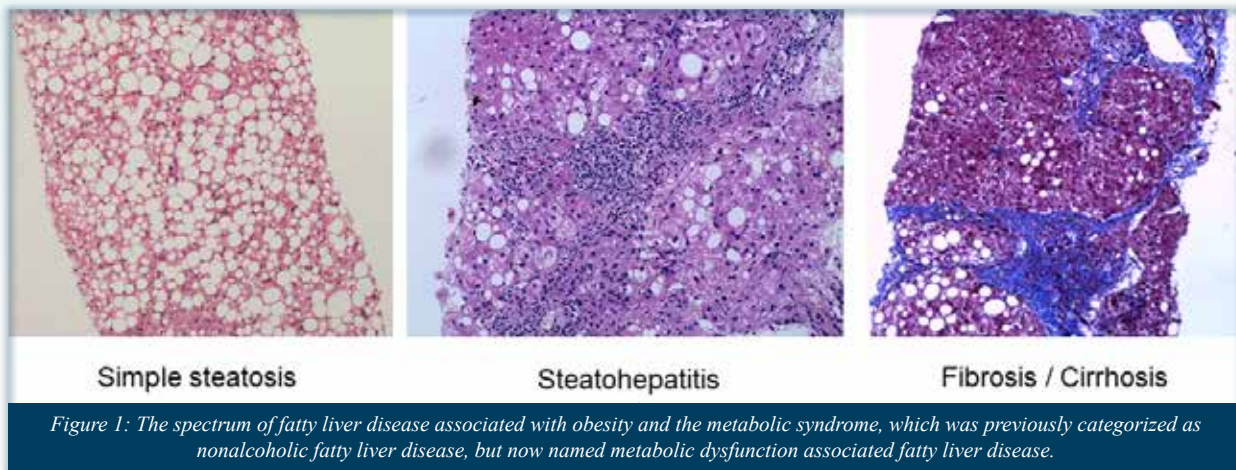 Simple steatosis
Steatohepatitis
Fibrosis / Cirrhosis
Figure 1: The spectrum of fatty liver disease associated with obesity and the metabolic syndrome, which was previously categorized as
nonalcoholic fatty liver disease, but now named metabolic dysfunction associated fatty liver disease.